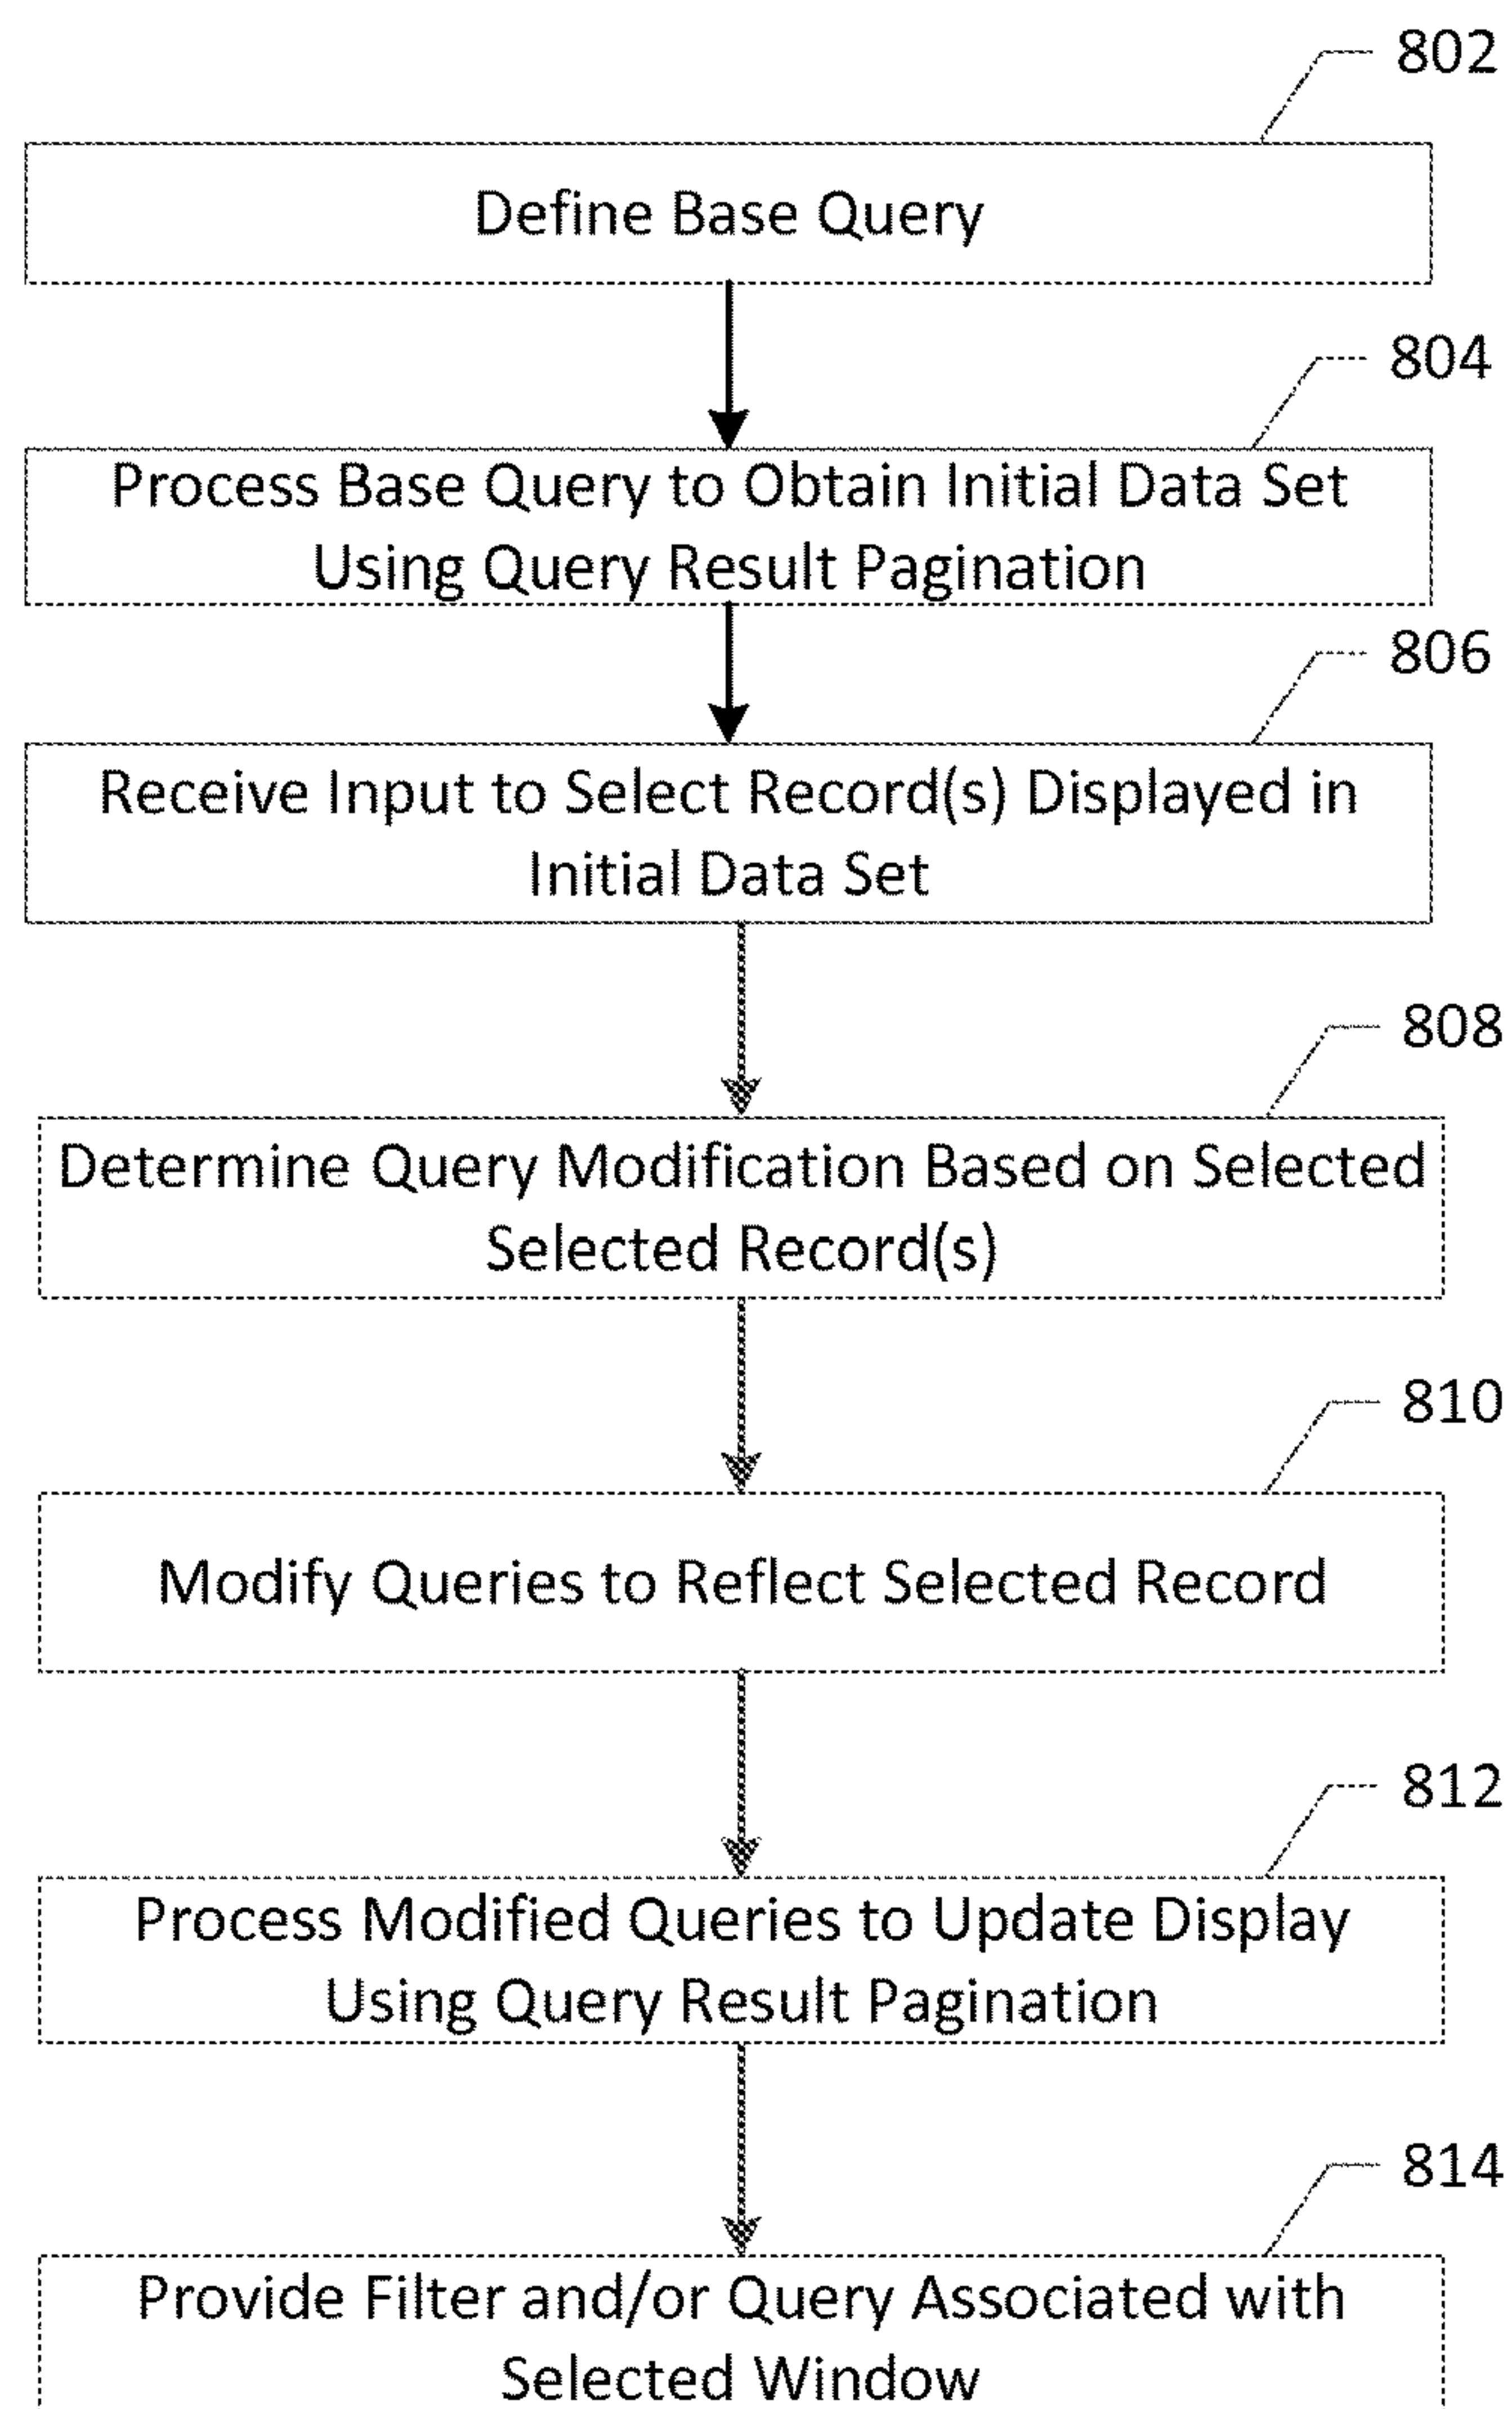 802
Define Base Query
804
Process Base Query to Obtain Initial Data Set
Using Query Result Pagination
806
Receive Input to Select Record(s) Displayed in
Initial Data Set
808
Determine Query Modification Based on Selected
Selected Record(s)
810
Modify Queries to Reflect Selected Record
812
Process Modified Queries to Update Display
Using Query Result Pagination
814
Provide Filter and/or Query Associated with
Selected Window